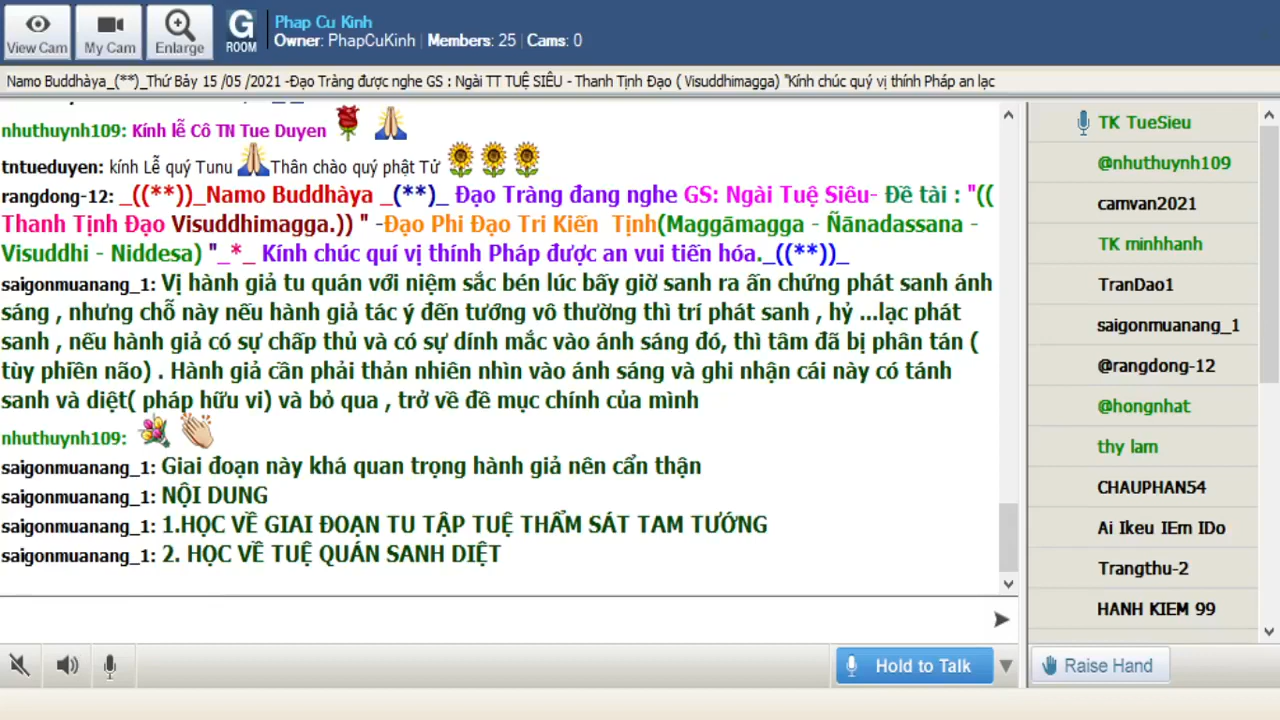 View Cam
My Cam
Enlarge
G
ROOM
Phap Cu Kinh
Owner: PhapCuKinh | Members: 25 | Cams: 0
Namo Buddhàya_(**)_Thứ Bảy 15 /05 /2021 -Đạo Tràng được nghe GS : Ngài TT TUỆ SIÊU - Thanh Tịnh Đạo ( Visuddhimagga) "Kính chúc quý vị thính Pháp an lạc
nhuthuynh109: Kính lễ Cô TN Tue Duyen
tntueduyen: kính Lễ quý Tunu Thân chào quý phật Tử
rangdong-12: _((**))_Namo Buddhàya _(**)_ Đạo Tràng đang nghe GS: Ngài Tuệ Siêu- Đề tài : "((
Thanh Tịnh Đạo Visuddhimagga.)) " -Đạo Phi Đạo Tri Kiến Tịnh(Maggāmagga - Ñānadassana -
Visuddhi - Niddesa) "_*_ Kính chúc quí vị thính Pháp được an vui tiến hóa._((**))_
saigonmuanang_1: Vị hành giả tu quán với niệm sắc bén lúc bấy giờ sanh ra ấn chứng phát sanh ánh
sáng , nhưng chỗ này nếu hành giả tác ý đến tướng vô thường thì trí phát sanh , hỷ ...lạc phát
sanh , nếu hành giả có sự chấp thủ và có sự dính mắc vào ánh sáng đó, thì tâm đã bị phân tán (
tùy phiền não) . Hành giả cần phải thản nhiên nhìn vào ánh sáng và ghi nhận cái này có tánh
sanh và diệt( pháp hữu vi) và bỏ qua , trở về đề mục chính của mình
nhuthuynh109:
saigonmuanang_1: Giai đoạn này khá quan trọng hành giả nên cẩn thận
saigonmuanang_1: NỘI DUNG
saigonmuanang_1: 1.HỌC VỀ GIAI ĐOẠN TU TẬP TUỆ THẨM SÁT TAM TƯỚNG
saigonmuanang_1: 2. HỌC VỀ TUỆ QUÁN SANH DIỆT
TK TueSieu
@nhuthuynh109
camvan2021
TK minhhanh
TranDao1
saigonmuanang_1
@rangdong-12
@hongnhat
thy lam
CHAUPHAN54
Ai Ikeu IEm IDo
Trangthu-2
HANH KIEM 99
Hold to Talk
Raise Hand